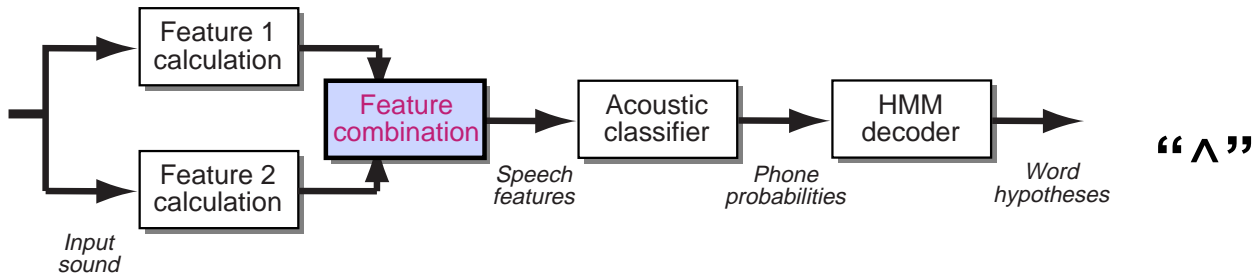 Feature 1
calculation
Feature
combination
Acoustic
classifier
HMM
decoder
“^”
Feature 2
calculation
Speech
features
Phone
probabilities
Word
hypotheses
Input
sound